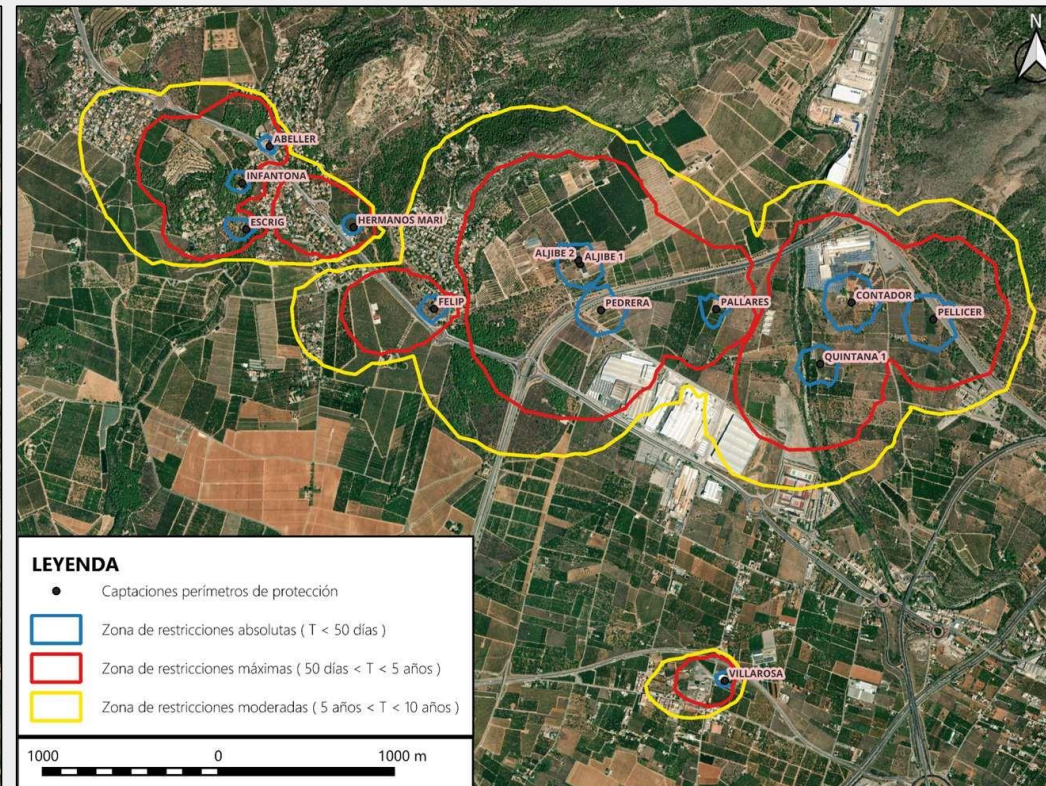 N
ABELLER
INFANTONA
ESCRIG
HERMANOS MARI
FELIP
ALJIBE 2
ALJIBE 1
PEDRERA
PALLARES
CONTADOR
PELLICER
QUINTANA 1
VILLAROSA
LEYENDA
Captaciones perímetros de protección
Zona de restricciones absolutas ( T < 50 días )
Zona de restricciones máximas ( 50 días < T < 5 años )
Zona de restricciones moderadas ( 5 años < T < 10 años )
1000 0 1000 m